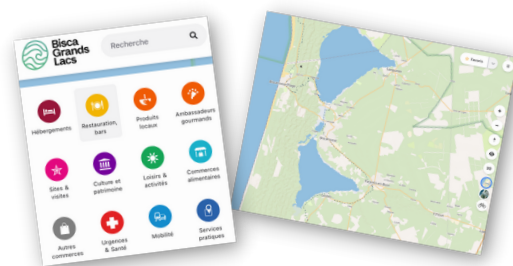 Bisca
Grands
Lacs
Recherche
Hébergements
Restauration,
bars
Produits
locaux
Ambassadeurs
gourmands
Sites &
visites
Culture et
patrimoine
Loisirs &
activités
Commerces
alimentaires
Autres
commerces
Urgences
& Santé
Mobilité
Services
pratiques